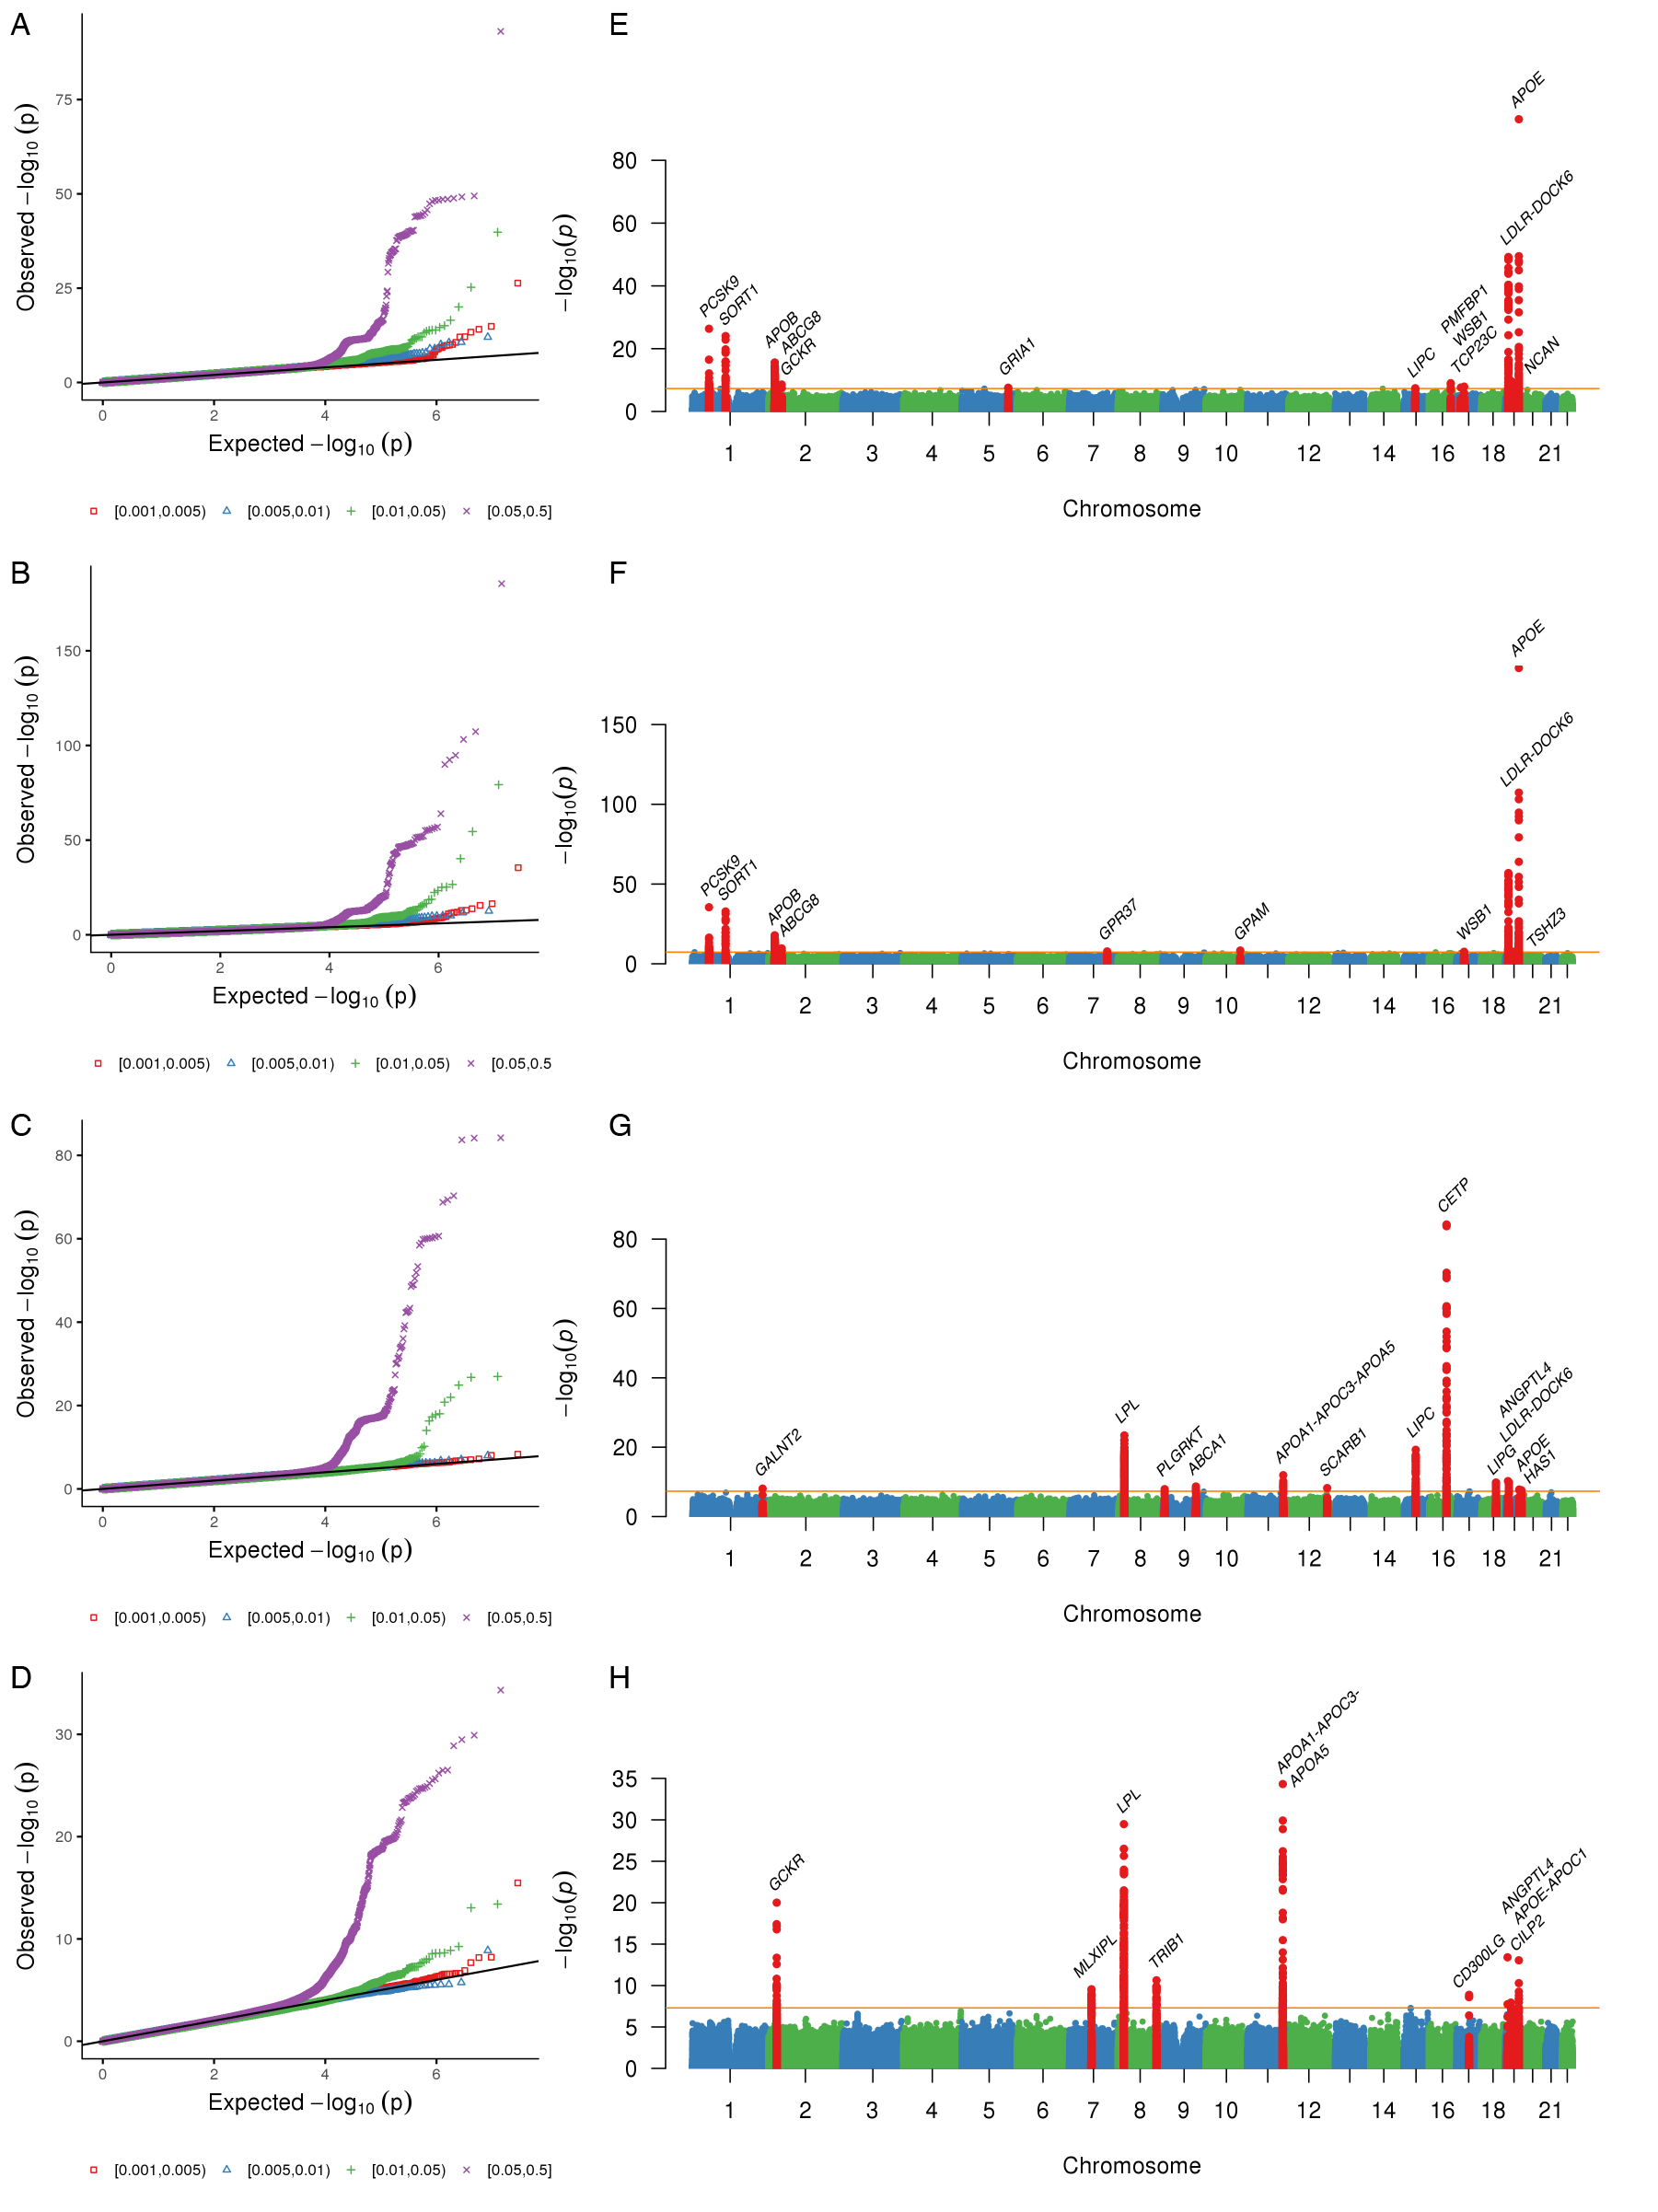 A
Observed −log10 (p)
75
50
25
0
0 2 4 6
Expected −log10 (p)
[0.001,0.005) [0.005,0.01) [0.01,0.05) [0.05,0.5]
E
−log10(p)
80
60
40
20
0
PCSK9
SORT1
APOB
ABCG8
GCKR
GRIA1
LIPC
PMFBP1
WSB1
TCP23C
LDLR-DOCK6
APOE
NCAN
1 2 3 4 5 6 7 8 9 10 12 14 16 18 21
Chromosome
B
Observed −log10 (p)
150
100
50
0
0 2 4 6
Expected −log10 (p)
[0.001,0.005) [0.005,0.01) [0.01,0.05) [0.05,0.5
F
−log10(p)
150
100
50
0
PCSK9
SORT1
APOB
ABCG8
GPR37
GPAM
WSB1
LDLR-DOCK6
APOE
TSHZ3
1 2 3 4 5 6 7 8 9 10 12 14 16 18 21
Chromosome
C
Observed −log10 (p)
80
60
40
20
0
0 2 4 6
Expected −log10 (p)
[0.001,0.005) [0.005,0.01) [0.01,0.05) [0.05,0.5]
G
−log10(p)
80
60
40
20
0
GALNT2
LPL
PLGRKT
ABCA1
APOA1-APOC3-APOA5
SCARB1
LIPC
CETP
LIPG
ANGPTL4
LDLR-DOCK6
APOE
HAS1
1 2 3 4 5 6 7 8 9 10 12 14 16 18 21
Chromosome
D
Observed −log10 (p)
30
20
10
0
0 2 4 6
Expected −log10 (p)
[0.001,0.005) [0.005,0.01) [0.01,0.05) [0.05,0.5]
H
−log10(p)
35
30
25
20
15
10
5
0
GCKR
MLXIPL
LPL
TRIB1
APOA1-APOC3-
APOA5
CD300LG
ANGPTL4
APOE-APOC1
CILP2
1 2 3 4 5 6 7 8 9 10 12 14 16 18 21
Chromosome